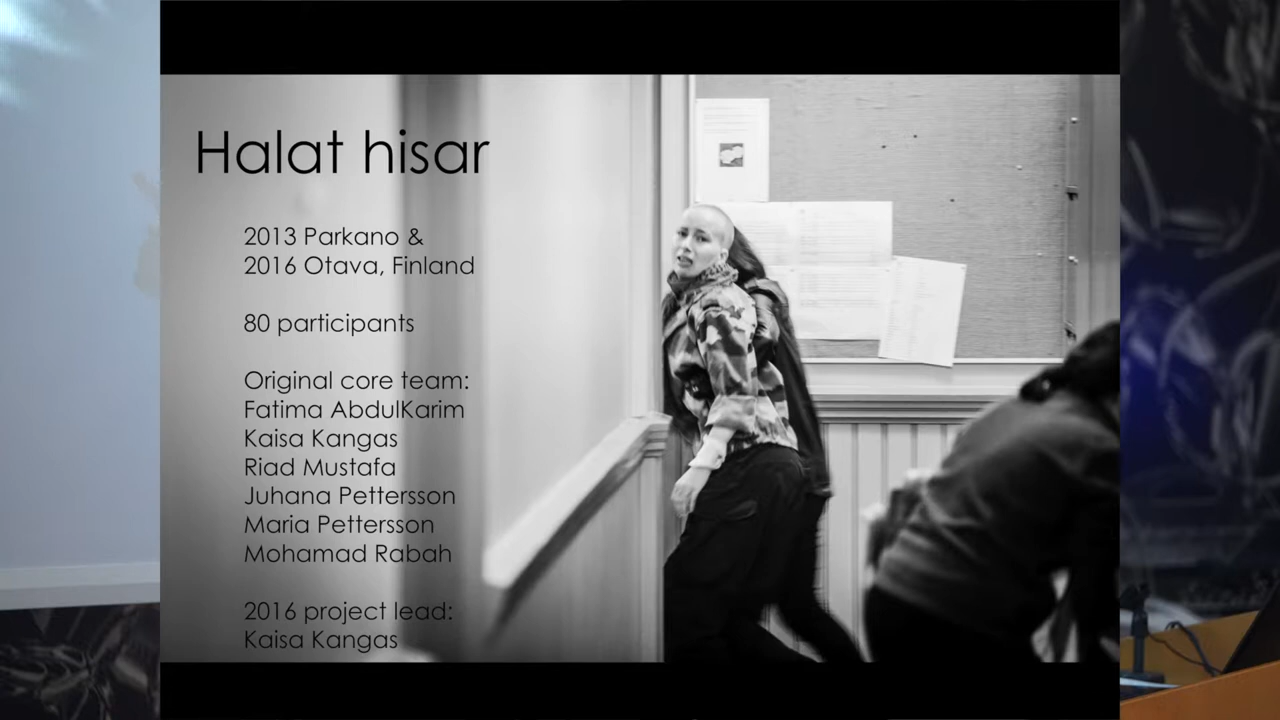 Halat hisar
2013 Parkano &
2016 Otava, Finland
80 participants
Original core team:
Fatima AbdulKarim
Kaisa Kangas
Riad Mustafa
Juhana Pettersson
Maria Pettersson
Mohamad Rabah
2016 project lead:
Kaisa Kangas